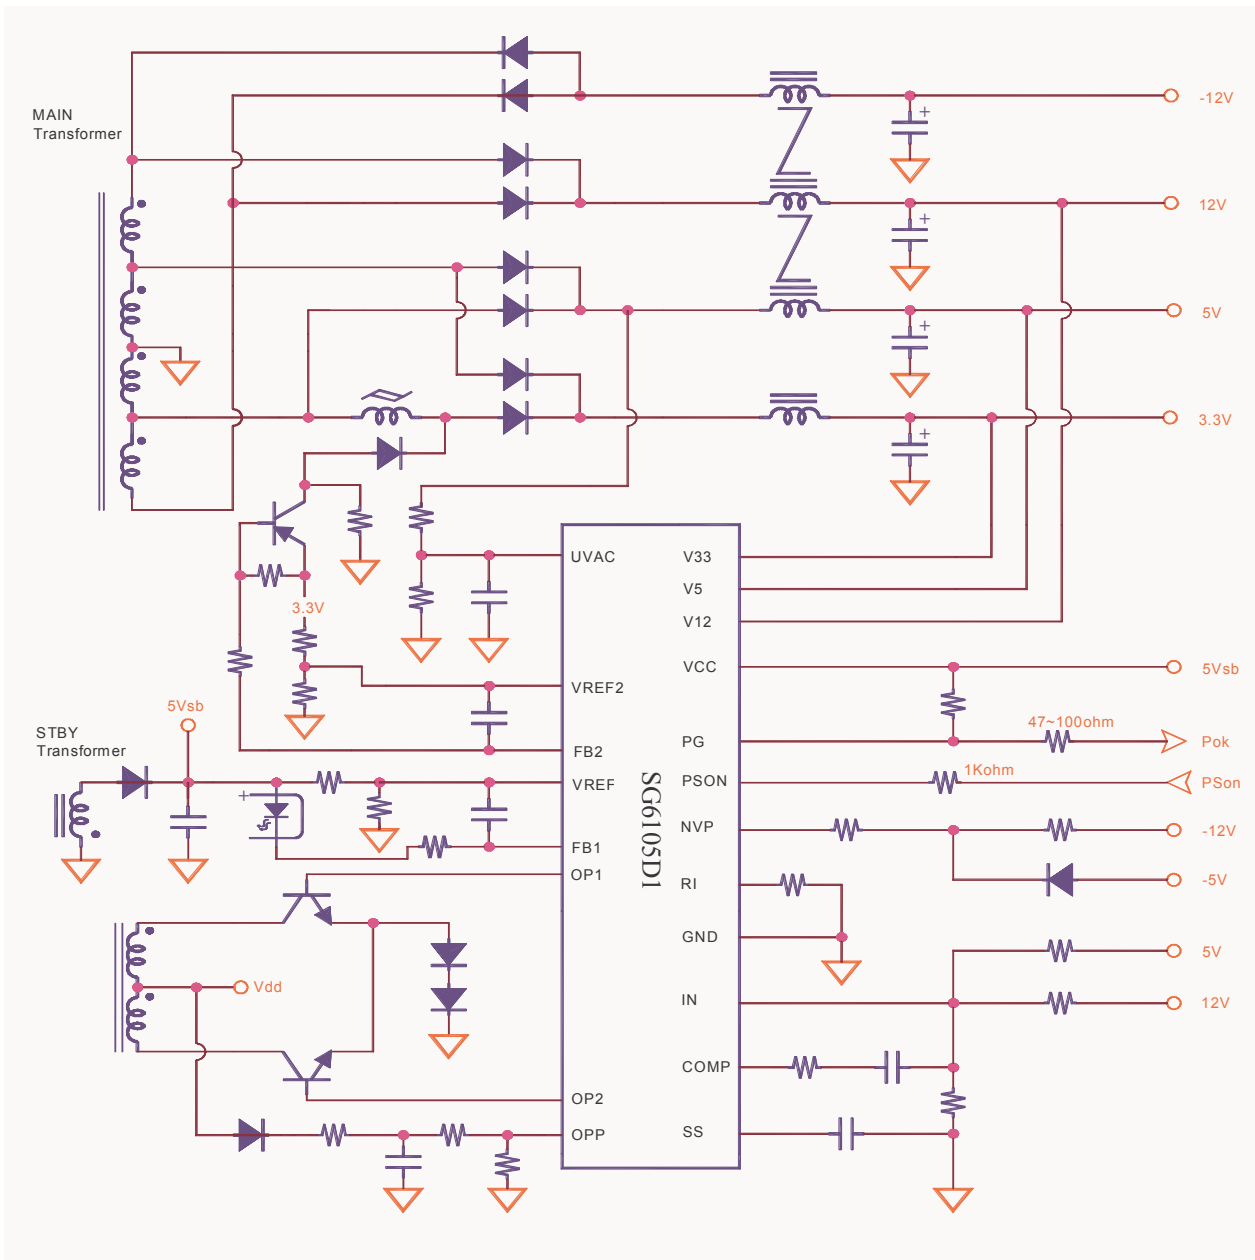 MAIN
Transformer
-12V
12V
5V
3.3V
UVAC
V33
V5
V12
3.3V
VCC
5Vsb
VREF2
5Vsb
47~100ohm
STBY
Transformer
PG
Pok
FB2
VREF
PSON
1Kohm
PSon
SG6105D1
NVP
-12V
FB1
OP1
RI
-5V
GND
5V
Vdd
IN
12V
COMP
OP2
OPP
SS
+
+
+
+
+